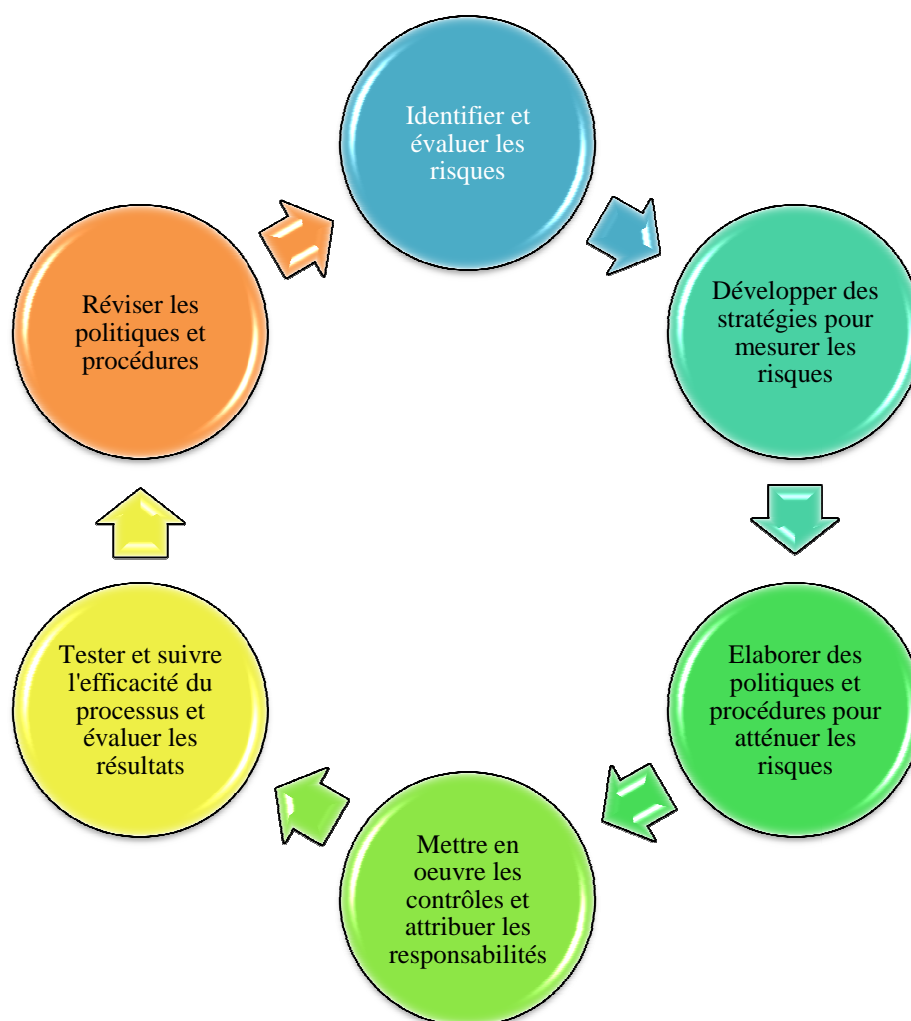 Identifier et
évaluer les
risques
Développer des
stratégies pour
mesurer les
risques
Elaborer des
politiques et
procédures pour
atténuer les
risques
Mettre en
oeuvre les
contrôles et
attribuer les
responsabilités
Tester et suivre
l'efficacité du
processus et
évaluer les
résultats
Réviser les
politiques et
procédures